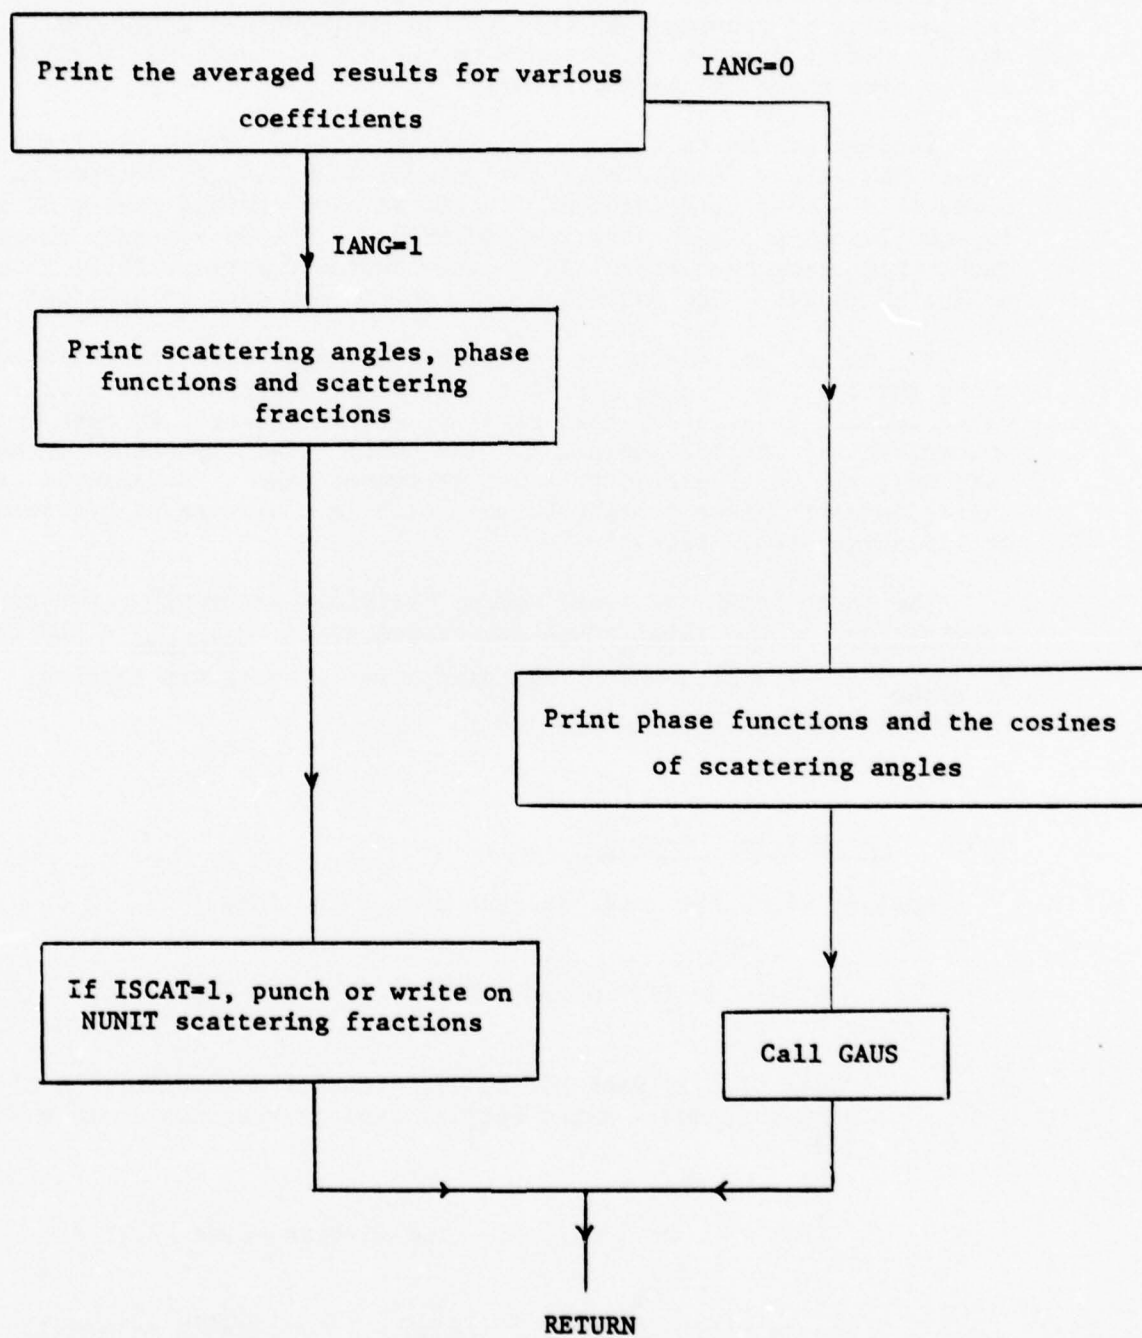 Print the averaged results for various
coefficients
IANG=0
IANG=1
Print scattering angles, phase
functions and scattering
fractions
Print phase functions and the cosines
of scattering angles
If ISCAT=1, punch or write on
NUNIT scattering fractions
Call GAUS
RETURN